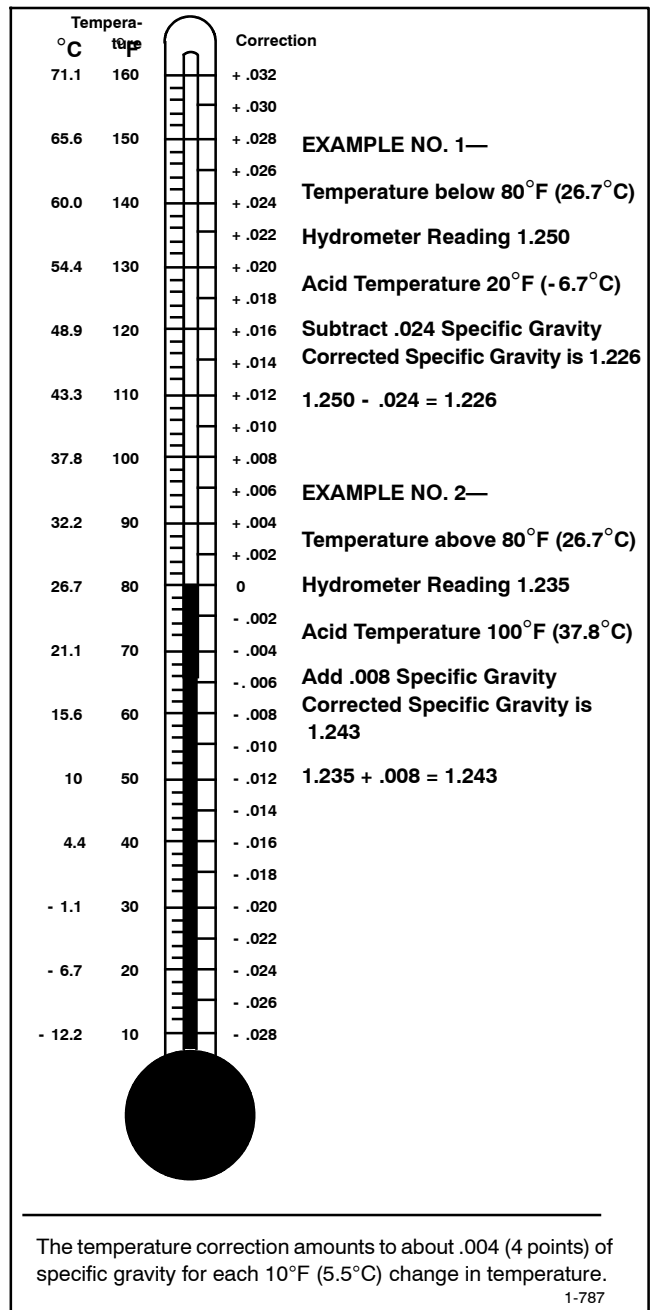 Tempera-
ture
°C °F Correction
71.1 160 + .032
+ .030
65.6 150 + .028
+ .026
60.0 140 + .024
+ .022
54.4 130 + .020
+ .018
48.9 120 + .016
+ .014
43.3 110 + .012
+ .010
37.8 100 + .008
+ .006
32.2 90 + .004
+ .002
26.7 80 0
- .002
21.1 70 - .004
-. 006
15.6 60 - .008
- .010
10 50 - .012
- .014
4.4 40 - .016
- .018
- 1.1 30 - .020
- .022
- 6.7 20 - .024
- .026
- 12.2 10 - .028
EXAMPLE NO. 1—
Temperature below 80°F (26.7°C)
Hydrometer Reading 1.250
Acid Temperature 20°F (- 6.7°C)
Subtract .024 Specific Gravity
Corrected Specific Gravity is 1.226
1.250 - .024 = 1.226
EXAMPLE NO. 2—
Temperature above 80°F (26.7°C)
Hydrometer Reading 1.235
Acid Temperature 100°F (37.8°C)
Add .008 Specific Gravity
Corrected Specific Gravity is
1.243
1.235 + .008 = 1.243
The temperature correction amounts to about .004 (4 points) of
specific gravity for each 10°F (5.5°C) change in temperature.
1-787